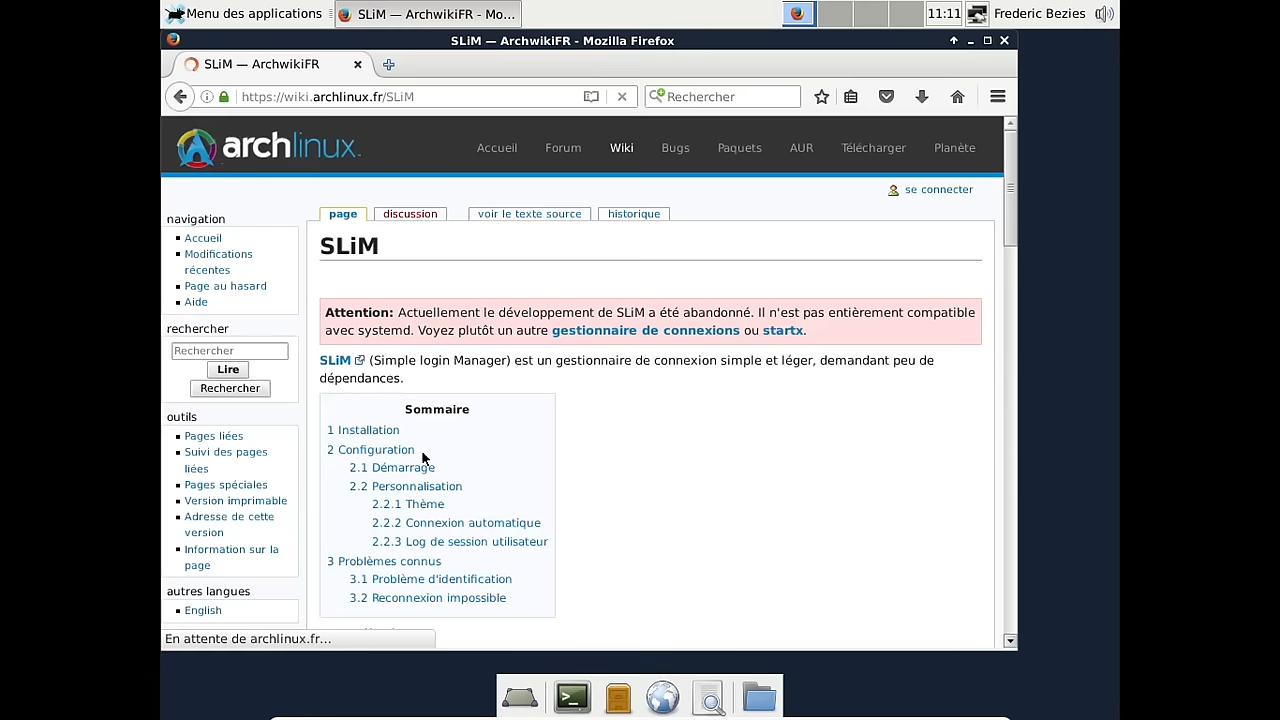 Menu des applications
SLiM — ArchwikiFR - Mo...
11:11
Frederic Bezies
SLiM — ArchwikiFR - Mozilla Firefox
SLiM — ArchwikiFR
https://wiki.archlinux.fr/SLiM
Rechercher
archlinux.
Accueil
Forum
Wiki
Bugs
Paquets
AUR
Télécharger
Planète
se connecter
page
discussion
voir le texte source
historique
navigation
Accueil
Modifications
récentes
Page au hasard
Aide
rechercher
Rechercher
Lire
Rechercher
outils
Pages liées
Suivi des pages
liées
Pages spéciales
Version imprimable
Adresse de cette
version
Information sur la
page
autres langues
English
SLiM
Attention: Actuellement le développement de SLiM a été abandonné. Il n'est pas entièrement compatible
avec systemd. Voyez plutôt un autre gestionnaire de connexions ou startx.
SLiM (Simple login Manager) est un gestionnaire de connexion simple et léger, demandant peu de
dépendances.
Sommaire
1 Installation
2 Configuration
2.1 Démarrage
2.2 Personnalisation
2.2.1 Thème
2.2.2 Connexion automatique
2.2.3 Log de session utilisateur
3 Problèmes connus
3.1 Problème d'identification
3.2 Reconnexion impossible
En attente de archlinux.fr...